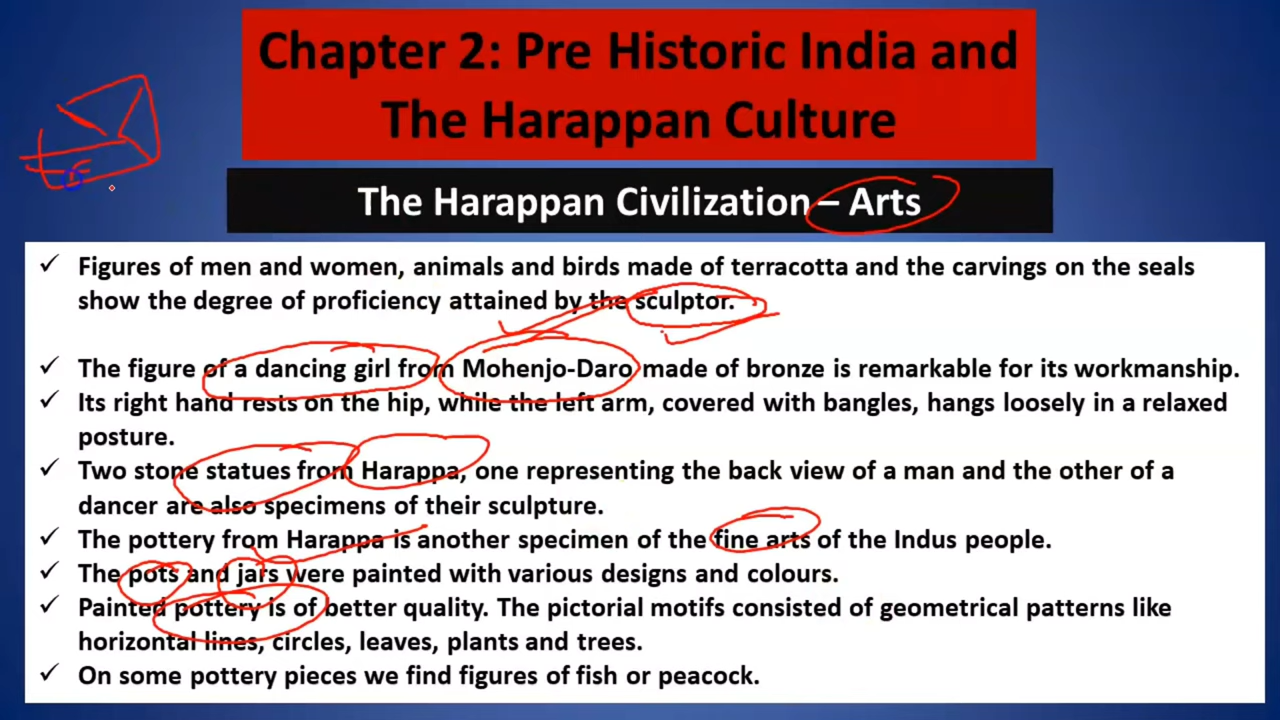 Chapter 2: Pre Historic India and
The Harappan Culture
The Harappan Civilization – Arts
✓ Figures of men and women, animals and birds made of terracotta and the carvings on the seals
show the degree of proficiency attained by the sculptor.
✓ The figure of a dancing girl from Mohenjo-Daro made of bronze is remarkable for its workmanship.
✓ Its right hand rests on the hip, while the left arm, covered with bangles, hangs loosely in a relaxed
posture.
✓ Two stone statues from Harappa, one representing the back view of a man and the other of a
dancer are also specimens of their sculpture.
✓ The pottery from Harappa is another specimen of the fine arts of the Indus people.
✓ The pots and jars were painted with various designs and colours.
✓ Painted pottery is of better quality. The pictorial motifs consisted of geometrical patterns like
horizontal lines, circles, leaves, plants and trees.
✓ On some pottery pieces we find figures of fish or peacock.